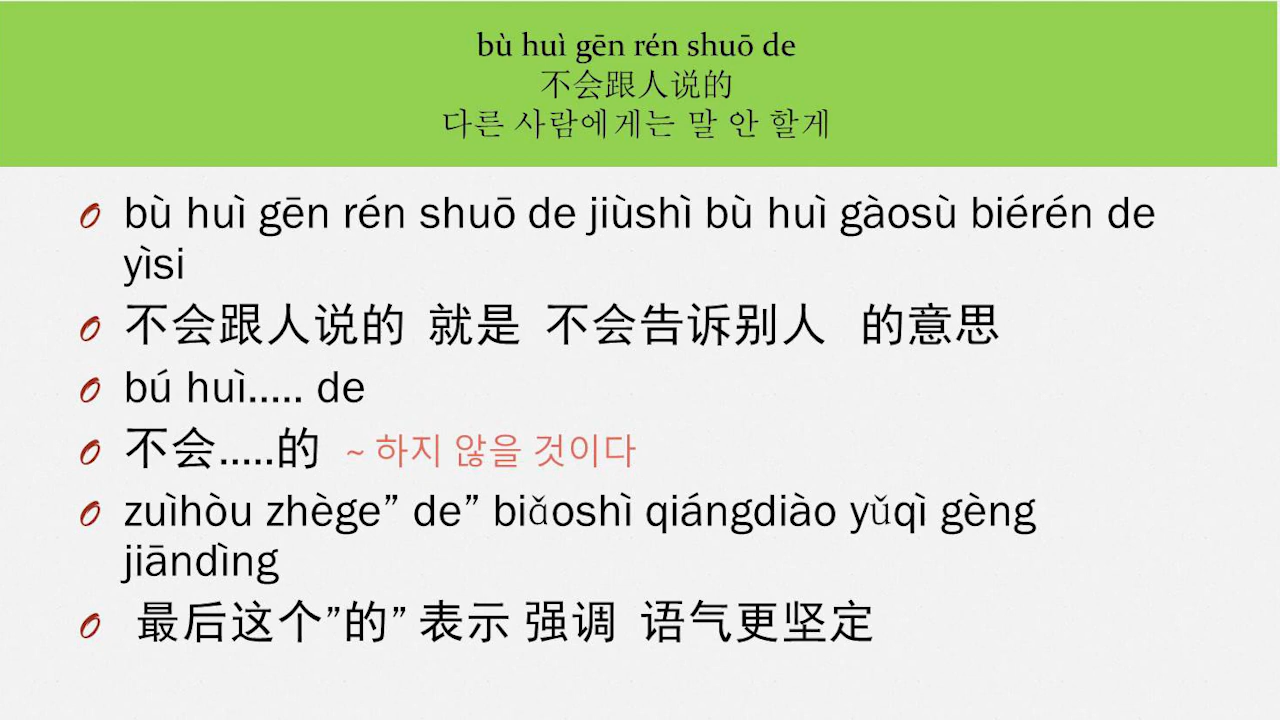 bù huì gēn rén shuō de
不会跟人说的
다른 사람에게는 말 안 할게
bù huì gēn rén shuō de jiùshì bù huì gàosù biérén de
yìsi
不会跟人说的 就是 不会告诉别人 的意思
bú huì..... de
不会.....的 ~ 하지 않을 것이다
zuìhòu zhège” de” biǎoshì qiángdiào yǔqì gèng
jiāndìng
最后这个”的” 表示 强调 语气更坚定